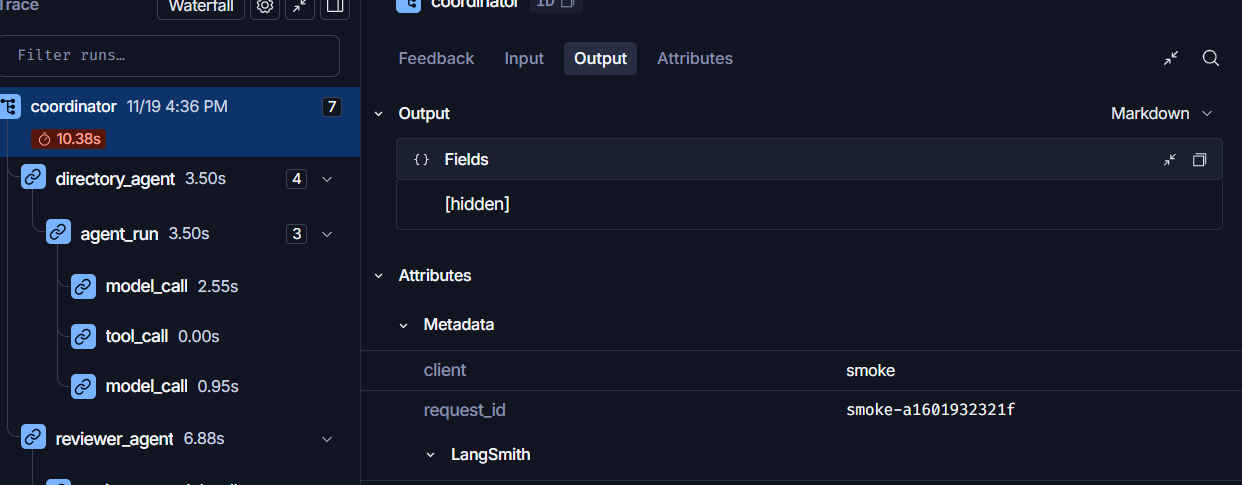 Trace
Waterfall
coordinator ID
Filter runs…
Feedback Input Output Attributes
coordinator 11/19 4:36 PM 7
10.38s
Output Markdown
directory_agent 3.50s 4
{} Fields
[hidden]
agent_run 3.50s 3
Attributes
model_call 2.55s
Metadata
tool_call 0.00s
client smoke
model_call 0.95s
request_id smoke-a1601932321f
reviewer_agent 6.88s
LangSmith